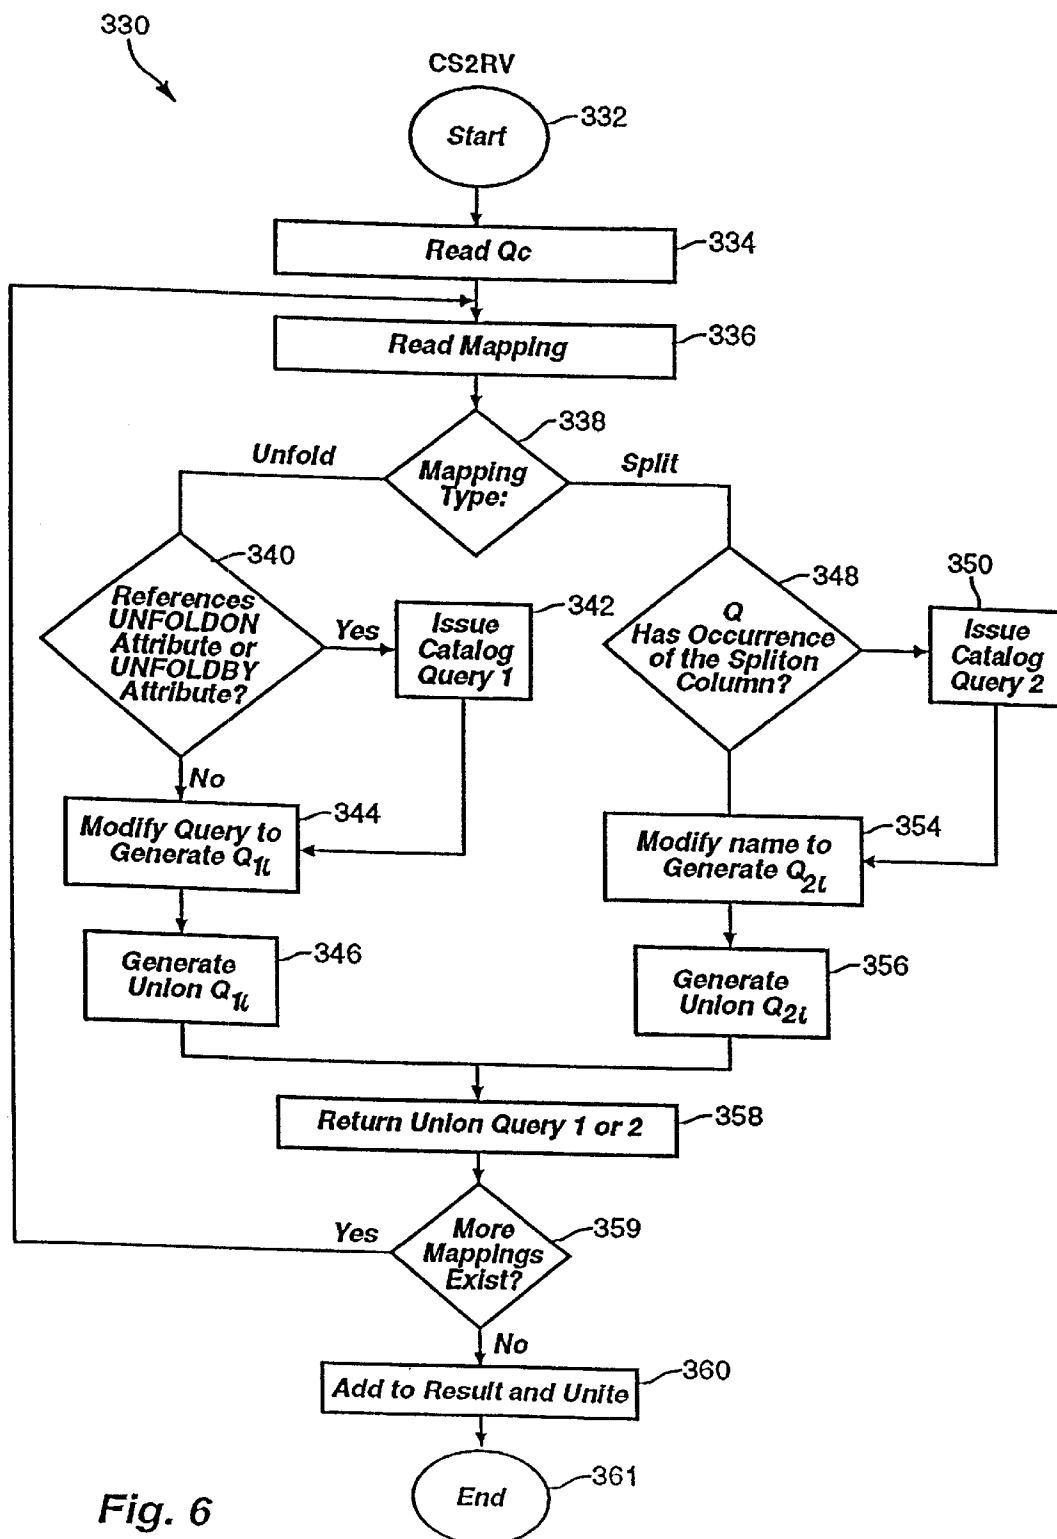 330
CS2RV
Start
332
Read Qc
334
Read Mapping
336
338
Unfold
Mapping
Type:
Split
340
References
UNFOLDON
Attribute or
UNFOLDBY
Attribute?
Yes
342
Issue
Catalog
Query 1
348
Q
Has Occurrence
of the Spliton
Column?
350
Issue
Catalog
Query 2
No
Modify Query to
Generate Q1i
344
Modify name to
Generate Q2i
354
Generate
Union Q1i
346
Generate
Union Q2i
356
Return Union Query 1 or 2
358
Yes
More
Mappings
Exist?
359
No
Add to Result and Unite
360
End
361
Fig. 6